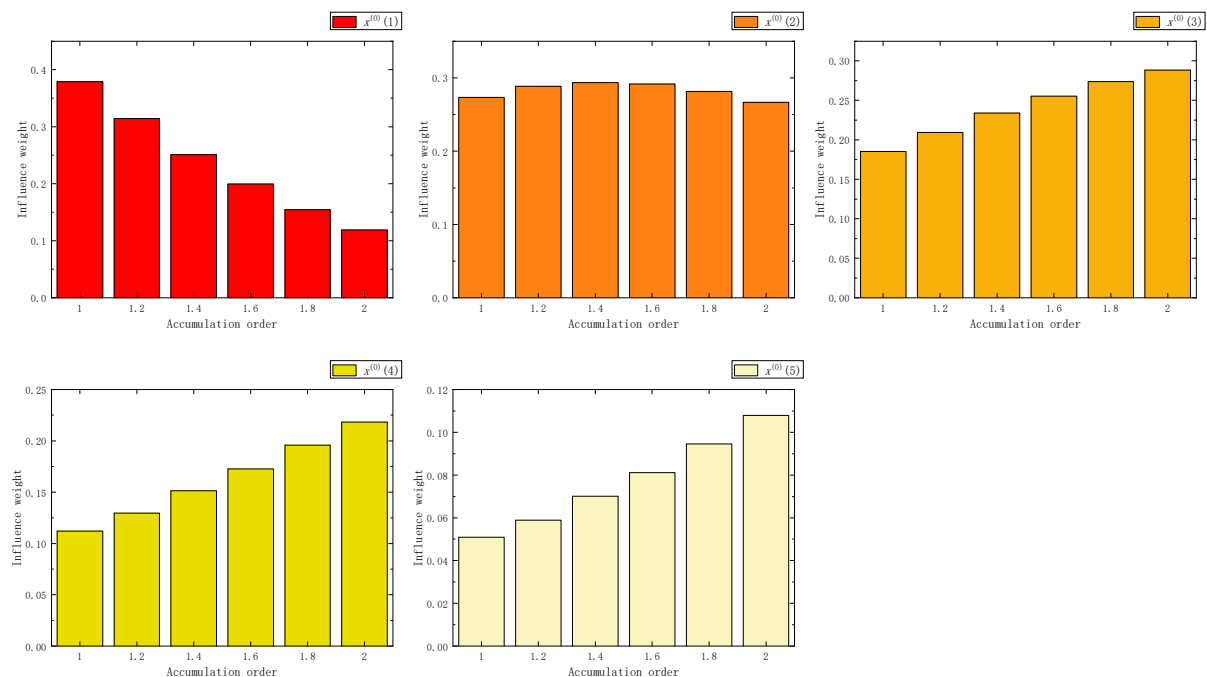 x⁽⁰⁾(1)
0.4
0.3
0.2
0.1
0.0
Influence weight
1 1.2 1.4 1.6 1.8 2
Accumulation order
x⁽⁰⁾(2)
0.3
0.2
0.1
0.0
Influence weight
1 1.2 1.4 1.6 1.8 2
Accumulation order
x⁽⁰⁾(3)
0.30
0.25
0.20
0.15
0.10
0.05
0.00
Influence weight
1 1.2 1.4 1.6 1.8 2
Accumulation order
x⁽⁰⁾(4)
0.25
0.20
0.15
0.10
0.05
0.00
Influence weight
1 1.2 1.4 1.6 1.8 2
Accumulation order
x⁽⁰⁾(5)
0.12
0.10
0.08
0.06
0.04
0.02
0.00
Influence weight
1 1.2 1.4 1.6 1.8 2
Accumulation order